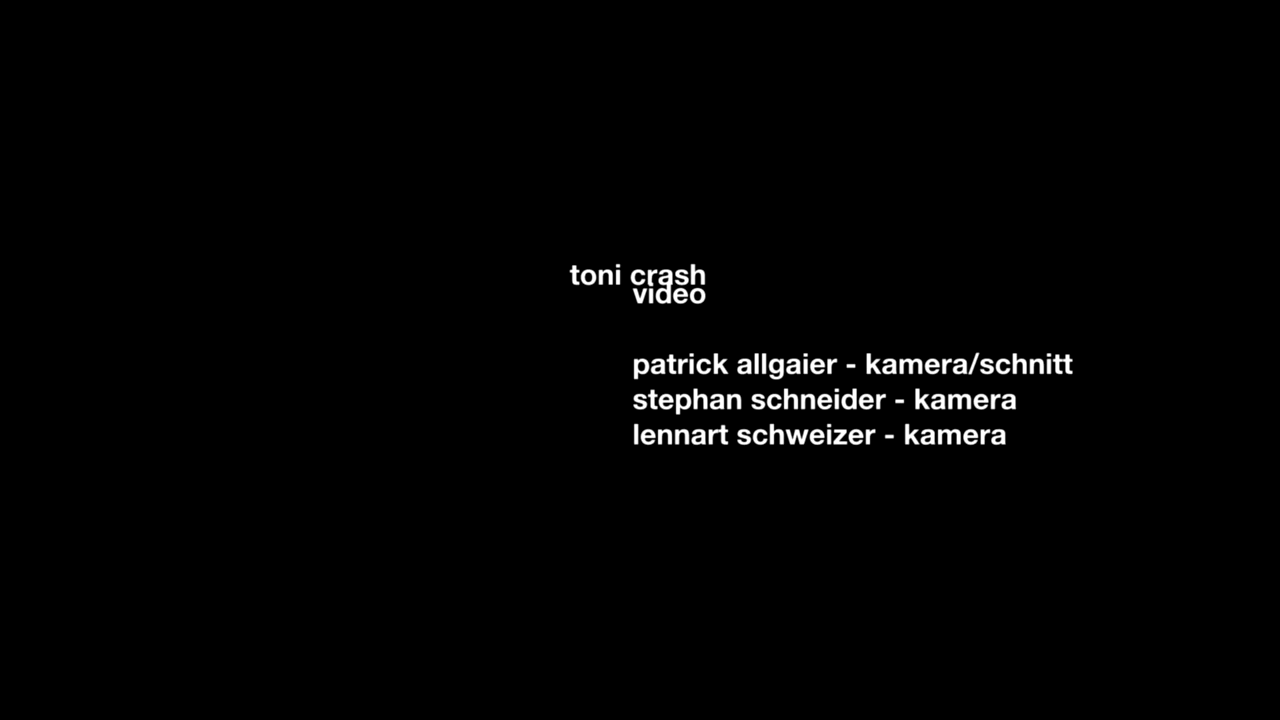 toni crash
video
patrick allgaier - kamera/schnitt
stephan schneider - kamera
lennart schweizer - kamera